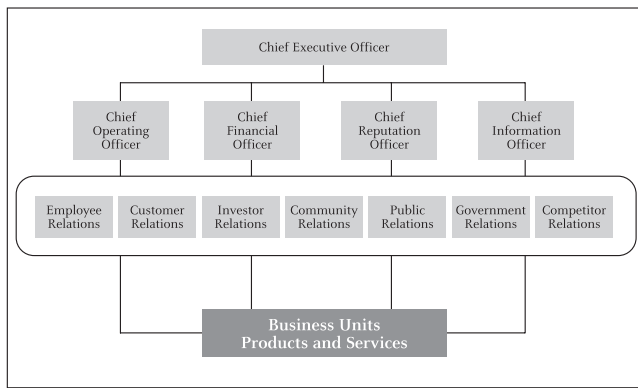 Chief Executive Officer
Chief
Operating
Officer
Chief
Financial
Officer
Chief
Reputation
Officer
Chief
Information
Officer
Employee
Relations
Customer
Relations
Investor
Relations
Community
Relations
Public
Relations
Government
Relations
Competitor
Relations
Business Units
Products and Services